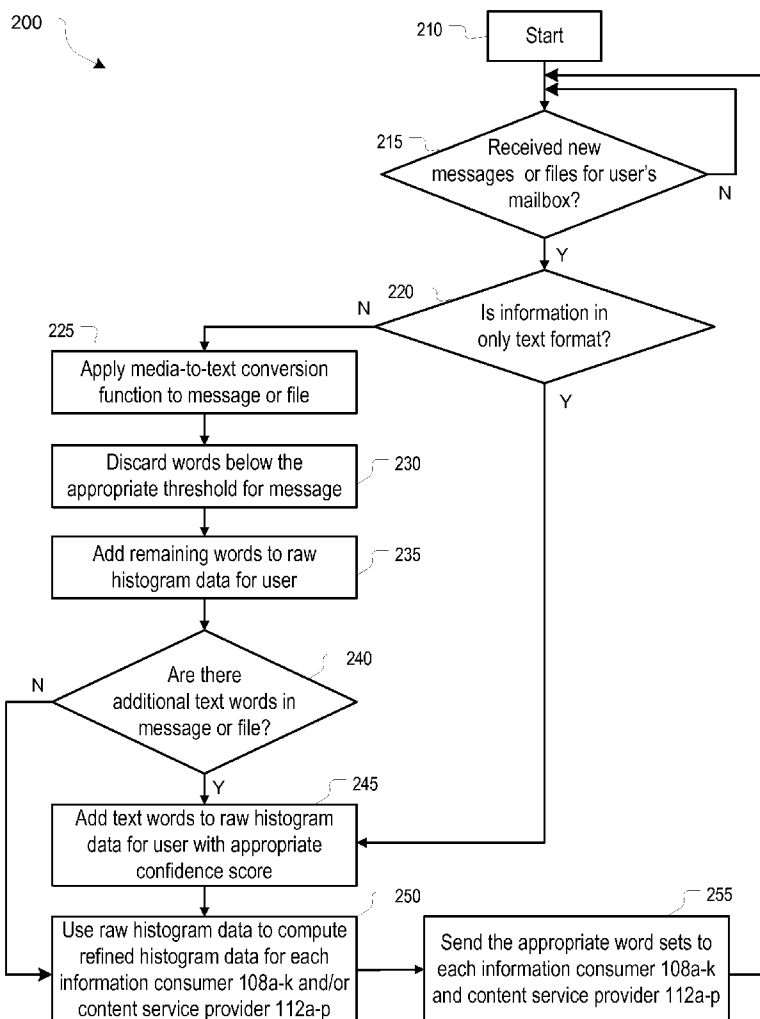 200
210
Start
215
Received new
messages or files for user's
mailbox?
N
Y
220
N
Is information in
only text format?
Y
225
Apply media-to-text conversion
function to message or file
Discard words below the
appropriate threshold for message
230
Add remaining words to raw
histogram data for user
235
N
Are there
additional text words in
message or file?
240
Y
245
Add text words to raw histogram
data for user with appropriate
confidence score
250
Use raw histogram data to compute
refined histogram data for each
information consumer 108a-k and/or
content service provider 112a-p
255
Send the appropriate word sets to
each information consumer 108a-k
and content service provider 112a-p